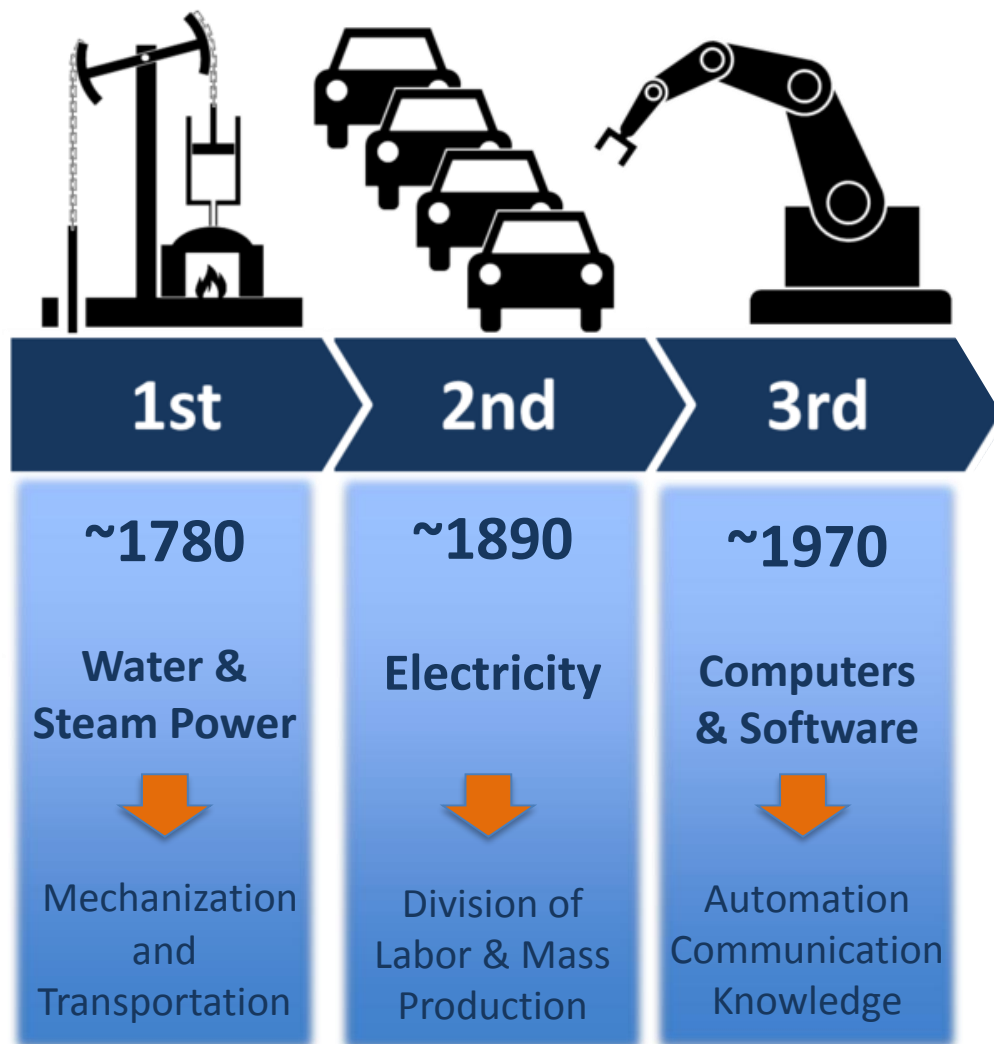 1st
2nd
3rd
~1780
Water &
Steam Power
Mechanization
and
Transportation
~1890
Electricity
Division of
Labor & Mass
Production
~1970
Computers
& Software
Automation
Communication
Knowledge